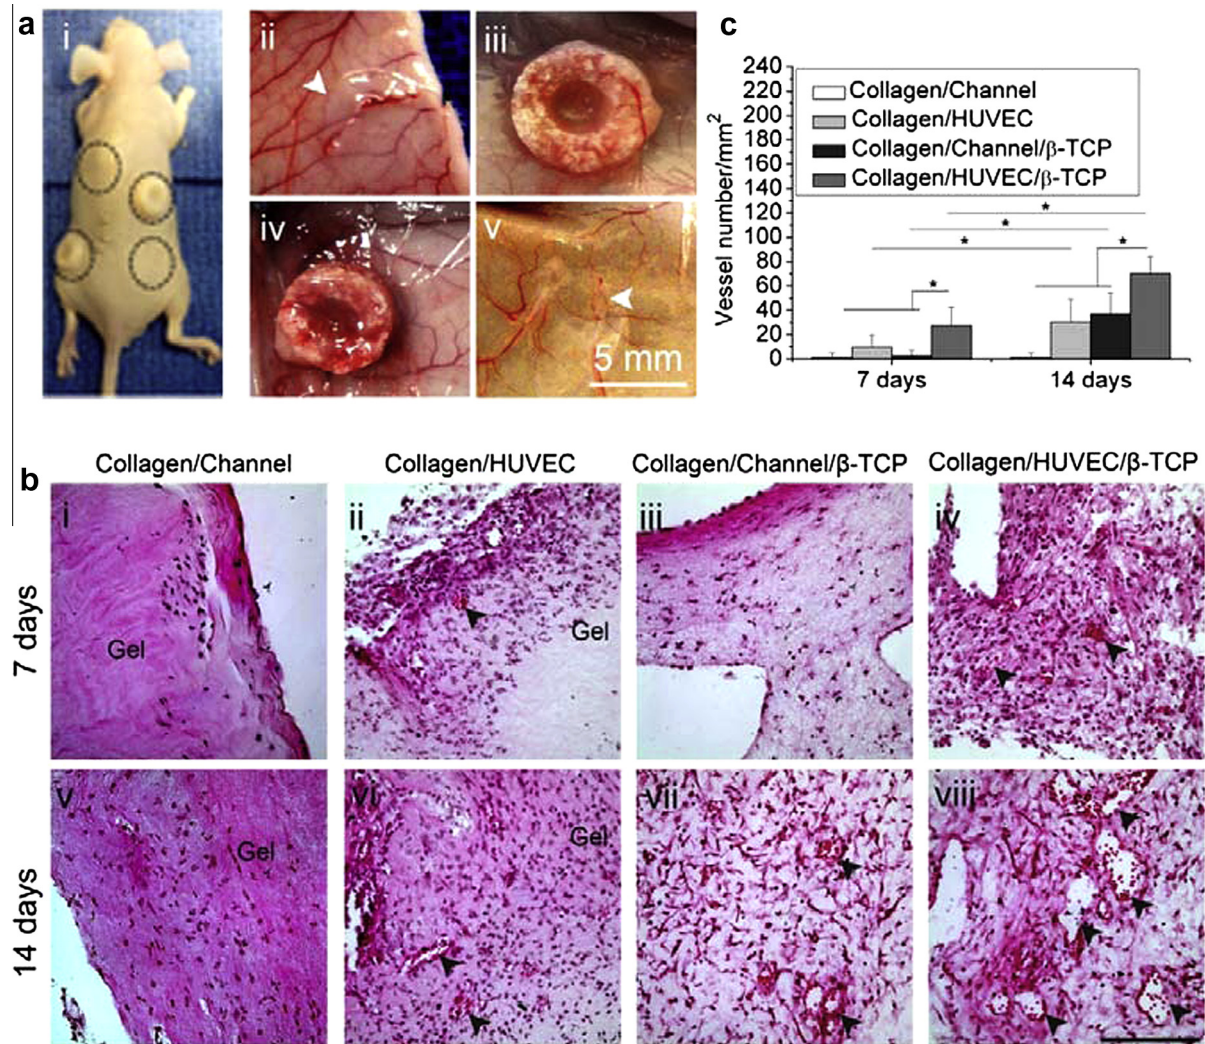 a
i
ii
iii
iv
v
5 mm
c
240
220
200
180
160
140
120
100
80
60
40
20
0
Vessel number/mm²
Collagen/Channel
Collagen/HUVEC
Collagen/Channel/β-TCP
Collagen/HUVEC/β-TCP
*
*
*
*
*
7 days
14 days
b
Collagen/Channel
Collagen/HUVEC
Collagen/Channel/β-TCP
Collagen/HUVEC/β-TCP
7 days
i
Gel
ii
Gel
iii
iv
14 days
v
Gel
vi
Gel
vii
viii